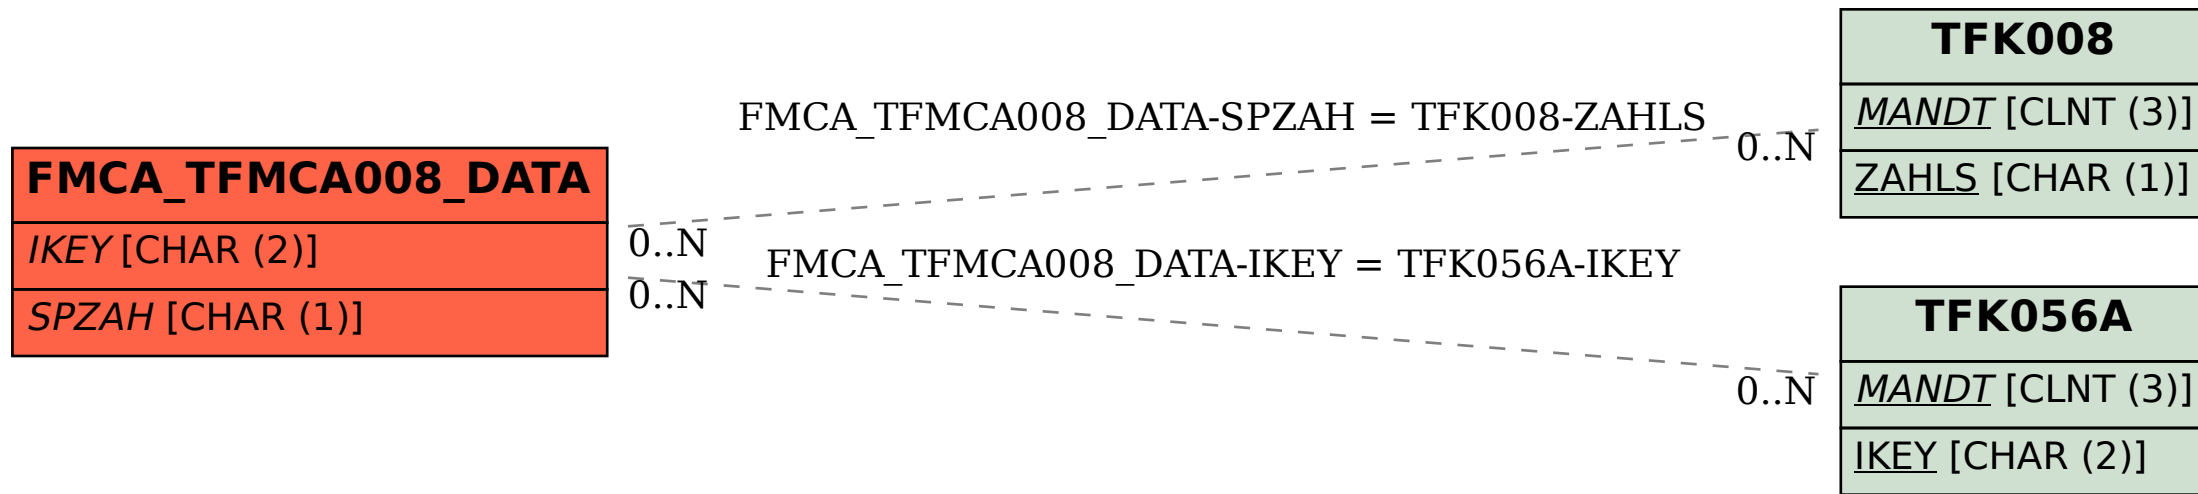 FMCA_TFMCA008_DATA
IKEY [CHAR (2)]
SPZAH [CHAR (1)]
FMCA_TFMCA008_DATA-SPZAH = TFK008-ZAHLS
0..N
0..N
FMCA_TFMCA008_DATA-IKEY = TFK056A-IKEY
0..N
0..N
TFK008
MANDT [CLNT (3)]
ZAHLS [CHAR (1)]
TFK056A
MANDT [CLNT (3)]
IKEY [CHAR (2)]